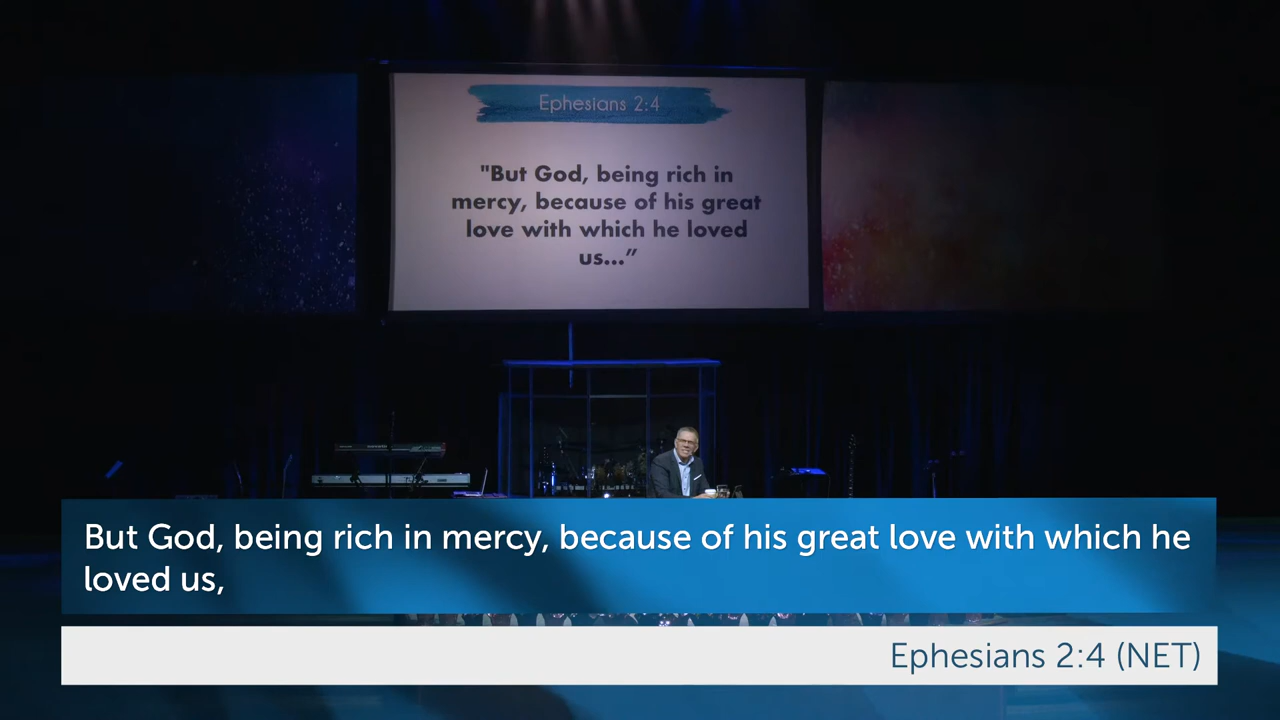 Ephesians 2:4
"But God, being rich in
mercy, because of his great
love with which he loved
us...”
But God, being rich in mercy, because of his great love with which he
loved us,
Ephesians 2:4 (NET)